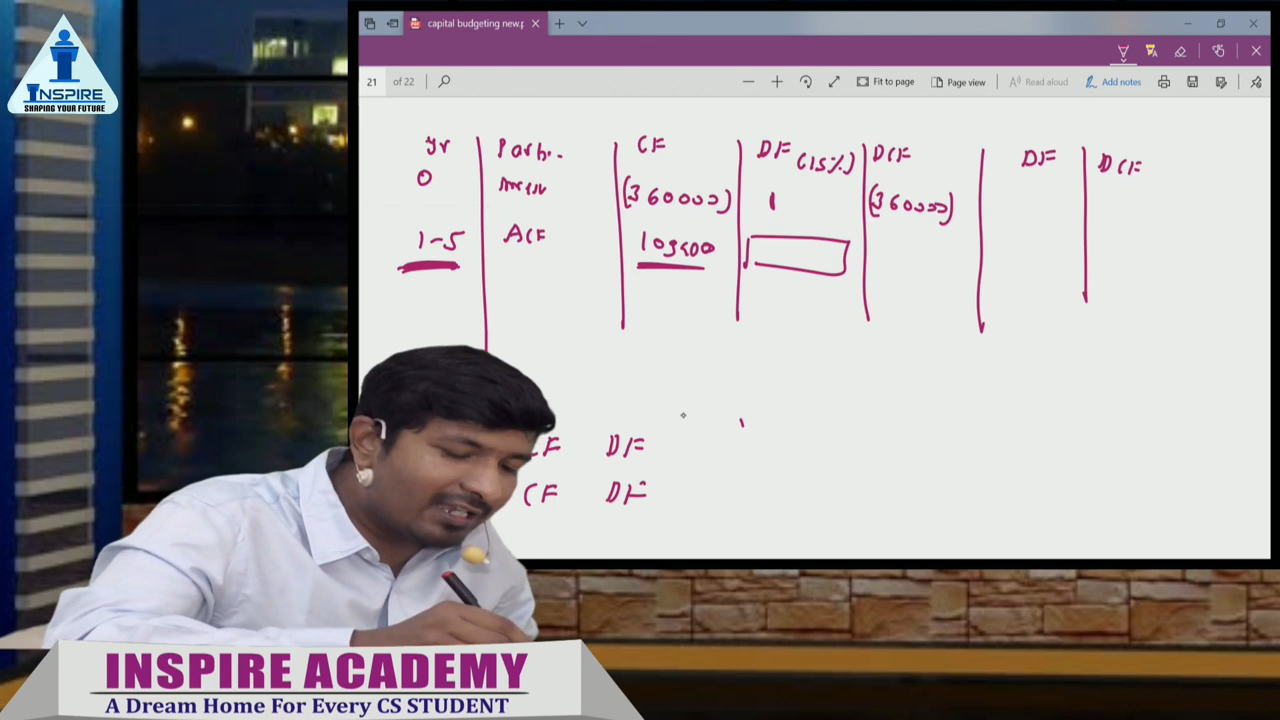 INSPIRE
SHAPING YOUR FUTURE
capital budgeting new.p
21 of 22
Fit to page
Page view
Read aloud
Add notes
yr CF DF (15%) DCF DF DCF
0 (360000) 1 (360000)
1-5 ACF
CF DF
CF DF
INSPIRE ACADEMY
A Dream Home For Every CS STUDENT